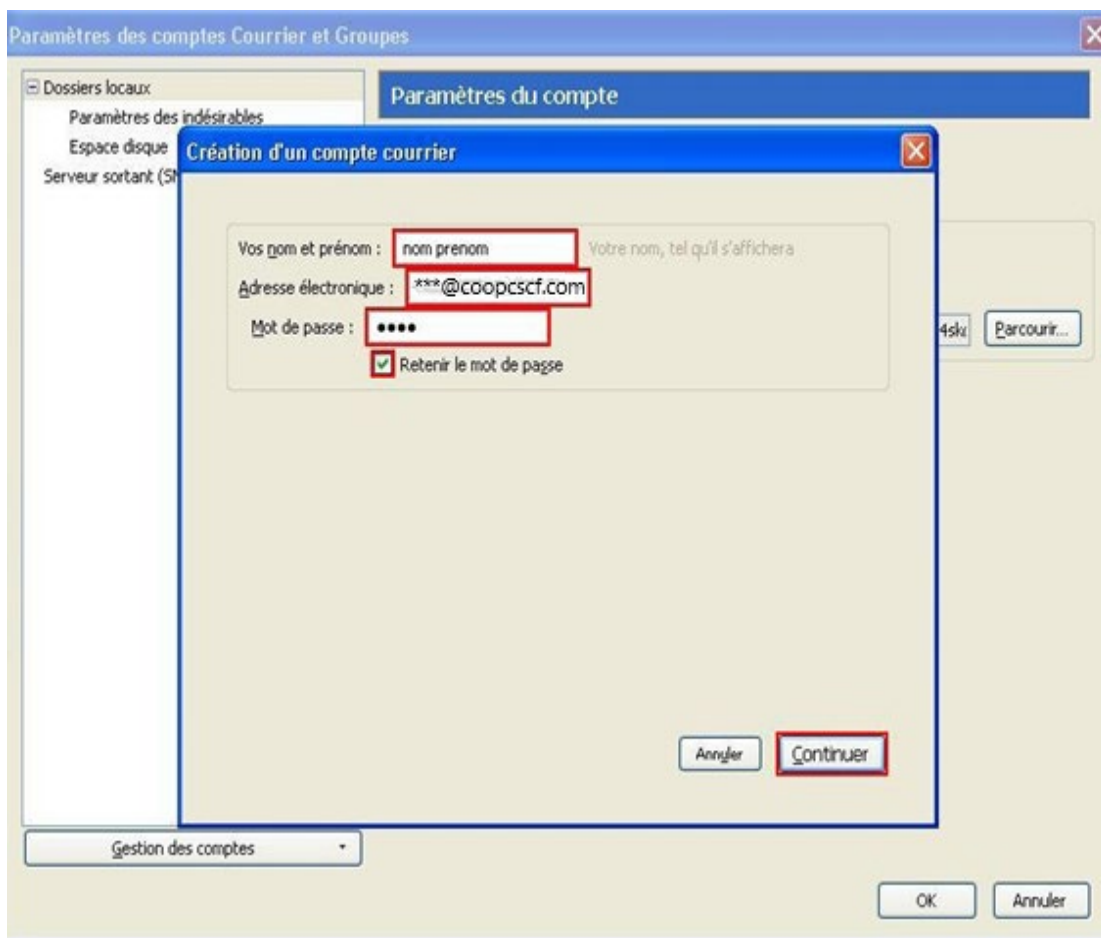 Paramètres des comptes Courrier et Groupes
Dossiers locaux
Paramètres des indésirables
Espace disque
Serveur sortant (SM
Paramètres du compte
Création d'un compte courrier
Vos nom et prénom : nom prenom Votre nom, tel qu'il s'affichera
Adresse électronique : ***@coopcscf.com
Mot de passe : ••••
Retenir le mot de passe
Parcourir...
Annuler Continuer
Gestion des comptes
OK Annuler